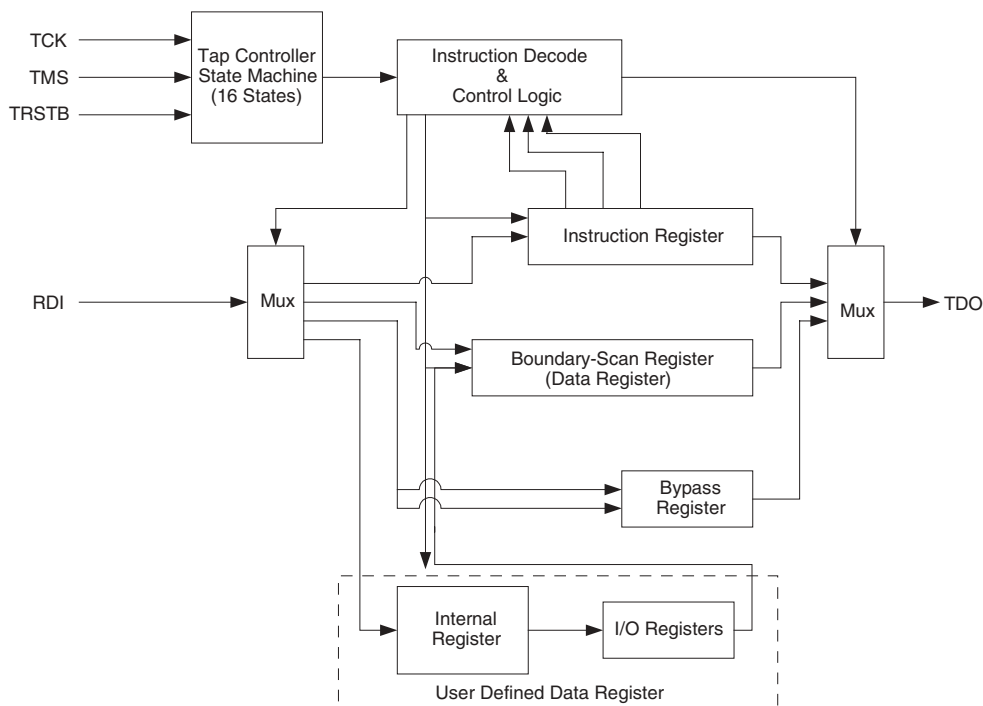 TCK
TMS
TRSTB
Tap Controller
State Machine
(16 States)
Instruction Decode
&
Control Logic
Instruction Register
RDI
Mux
Mux
TDO
Boundary-Scan Register
(Data Register)
Bypass
Register
Internal
Register
I/O Registers
User Defined Data Register